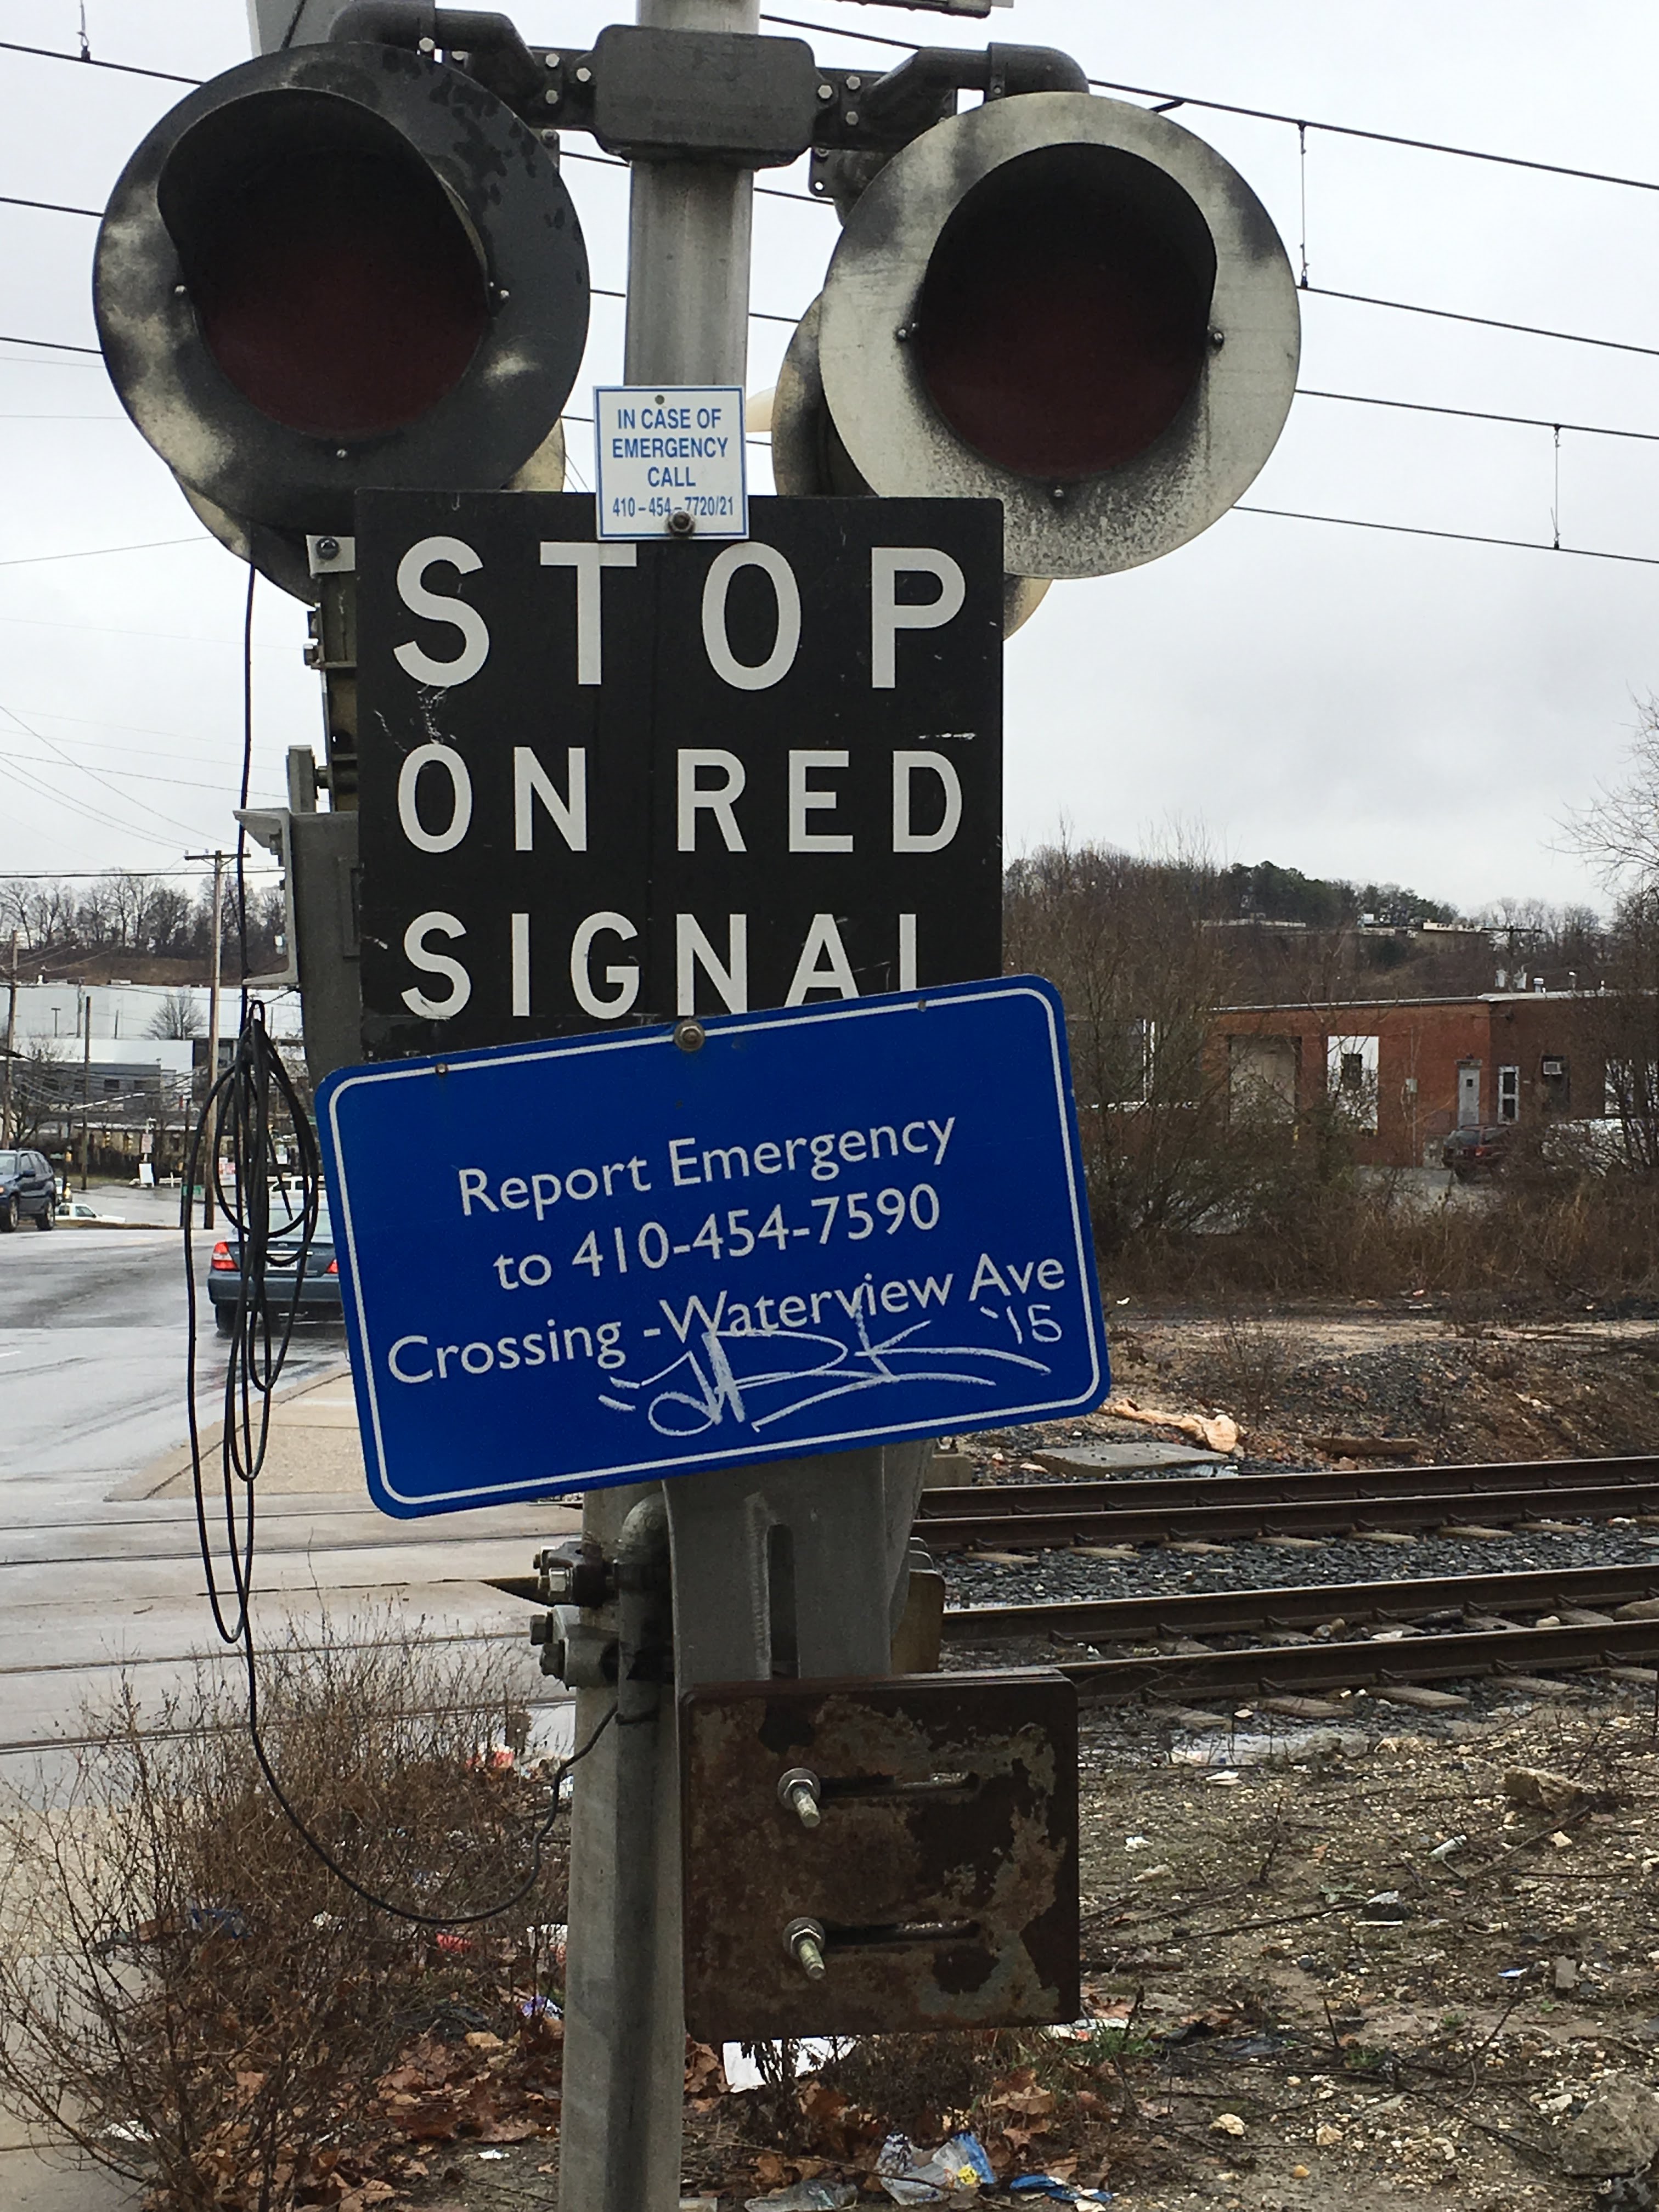 IN CASE OF
EMERGENCY
CALL
410-454-7720/21
STOP
ON RED
SIGNAL
Report Emergency
to 410-454-7590
Crossing -Waterview Ave
'15